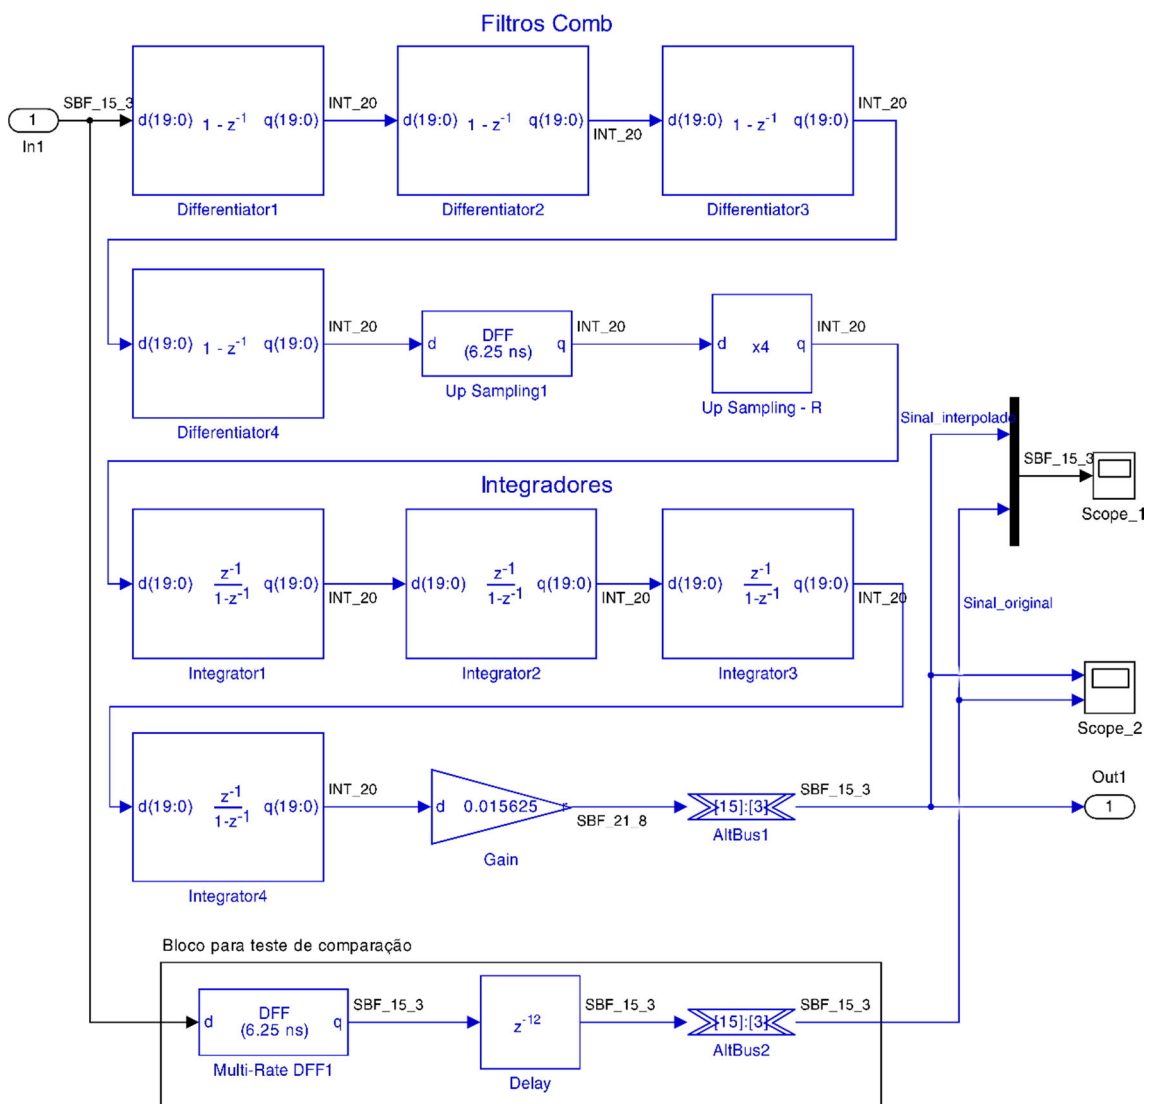 Filtros Comb
SBF_15_3
INT_20
INT_20
INT_20
1
In1
d(19:0) 1 - z⁻¹ q(19:0)
d(19:0) 1 - z⁻¹ q(19:0)
d(19:0) 1 - z⁻¹ q(19:0)
Differentiator1
Differentiator2
Differentiator3
d(19:0) 1 - z⁻¹ q(19:0)
INT_20
d DFF q
(6.25 ns)
INT_20
d x4 q
INT_20
Differentiator4
Up Sampling1
Up Sampling - R
Sinal_interpolado
SBF_15_3
Scope_1
Integradores
d(19:0) z⁻¹ q(19:0)
1-z⁻¹
INT_20
d(19:0) z⁻¹ q(19:0)
1-z⁻¹
INT_20
d(19:0) z⁻¹ q(19:0)
1-z⁻¹
INT_20
Sinal_original
Integrator1
Integrator2
Integrator3
Scope_2
d(19:0) z⁻¹ q(19:0)
1-z⁻¹
INT_20
d 0.015625 r
SBF_21_8
[15]:[3]
SBF_15_3
Out1
1
Integrator4
Gain
AltBus1
Bloco para teste de comparação
d DFF q
(6.25 ns)
SBF_15_3
z⁻¹²
SBF_15_3
[15]:[3]
SBF_15_3
Multi-Rate DFF1
Delay
AltBus2